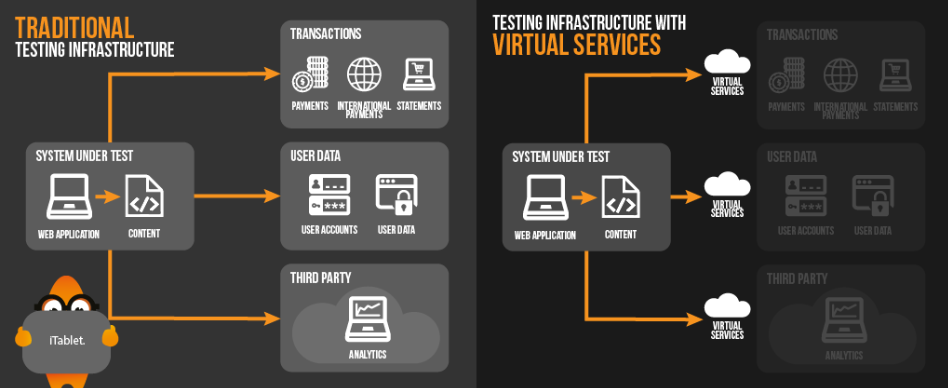 TRADITIONAL
TESTING INFRASTRUCTURE
TRANSACTIONS
PAYMENTS
INTERNATIONAL
PAYMENTS
STATEMENTS
SYSTEM UNDER TEST
WEB APPLICATION
CONTENT
USER DATA
USER ACCOUNTS
USER DATA
THIRD PARTY
ANALYTICS
iTablet.
TESTING INFRASTRUCTURE WITH
VIRTUAL SERVICES
VIRTUAL
SERVICES
TRANSACTIONS
PAYMENTS
INTERNATIONAL
PAYMENTS
STATEMENTS
SYSTEM UNDER TEST
WEB APPLICATION
CONTENT
VIRTUAL
SERVICES
USER DATA
USER ACCOUNTS
USER DATA
VIRTUAL
SERVICES
THIRD PARTY
ANALYTICS